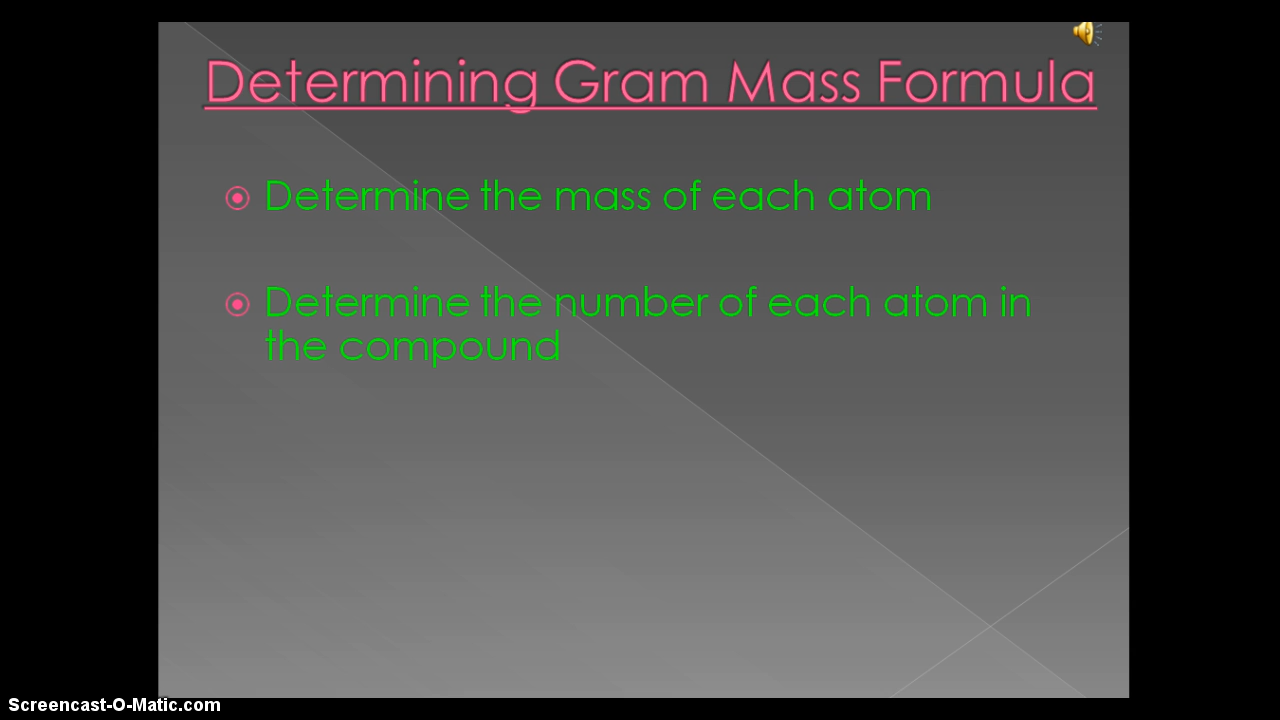 Determining Gram Mass Formula
Determine the mass of each atom
Determine the number of each atom in
the compound
Screencast-O-Matic.com